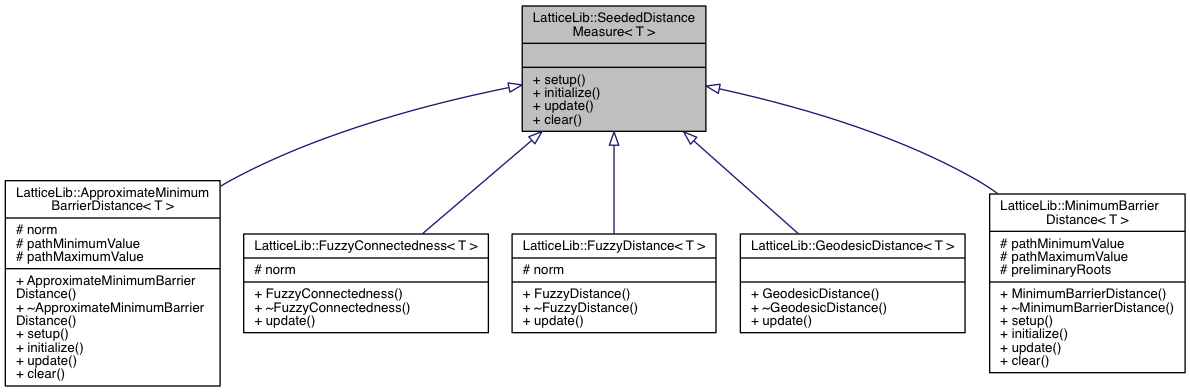 LatticeLib::SeededDistance
Measure< T >
+ setup()
+ initialize()
+ update()
+ clear()
LatticeLib::ApproximateMinimum
BarrierDistance< T >
# norm
# pathMinimumValue
# pathMaximumValue
+ ApproximateMinimumBarrier
Distance()
+ ~ApproximateMinimumBarrier
Distance()
+ setup()
+ initialize()
+ update()
+ clear()
LatticeLib::FuzzyConnectedness< T >
# norm
+ FuzzyConnectedness()
+ ~FuzzyConnectedness()
+ update()
LatticeLib::FuzzyDistance< T >
# norm
+ FuzzyDistance()
+ ~FuzzyDistance()
+ update()
LatticeLib::GeodesicDistance< T >
+ GeodesicDistance()
+ ~GeodesicDistance()
+ update()
LatticeLib::MinimumBarrier
Distance< T >
# pathMinimumValue
# pathMaximumValue
# preliminaryRoots
+ MinimumBarrierDistance()
+ ~MinimumBarrierDistance()
+ setup()
+ initialize()
+ update()
+ clear()